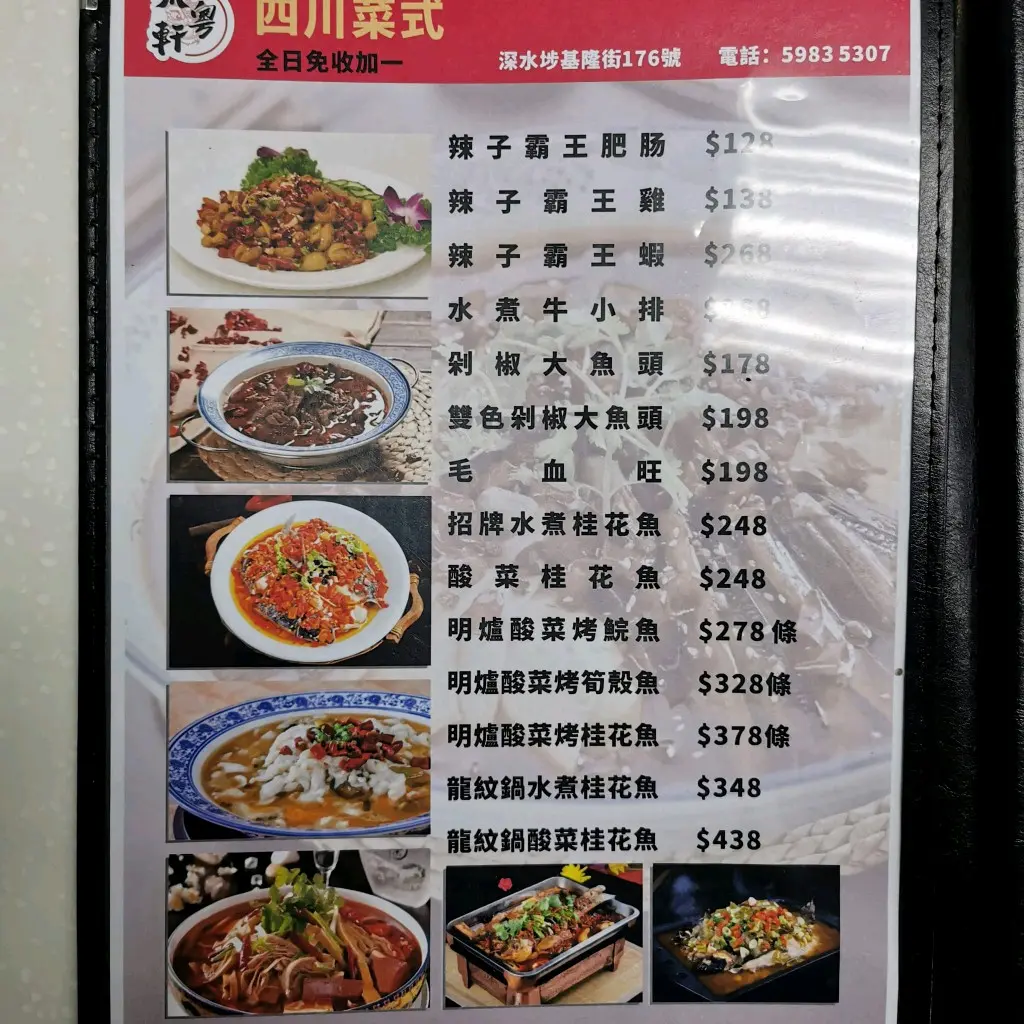 粵
軒
四川菜式
全日免收加一
深水埗基隆街176號 電話：5983 5307
辣子霸王肥肠 $128
辣子霸王雞 $138
辣子霸王蝦 $268
水煮牛小排
剁椒大魚頭 $178
雙色剁椒大魚頭 $198
毛血旺 $198
招牌水煮桂花魚 $248
酸菜桂花魚 $248
明爐酸菜烤鯇魚 $278條
明爐酸菜烤筍殼魚 $328條
明爐酸菜烤桂花魚 $378條
龍紋鍋水煮桂花魚 $348
龍紋鍋酸菜桂花魚 $438